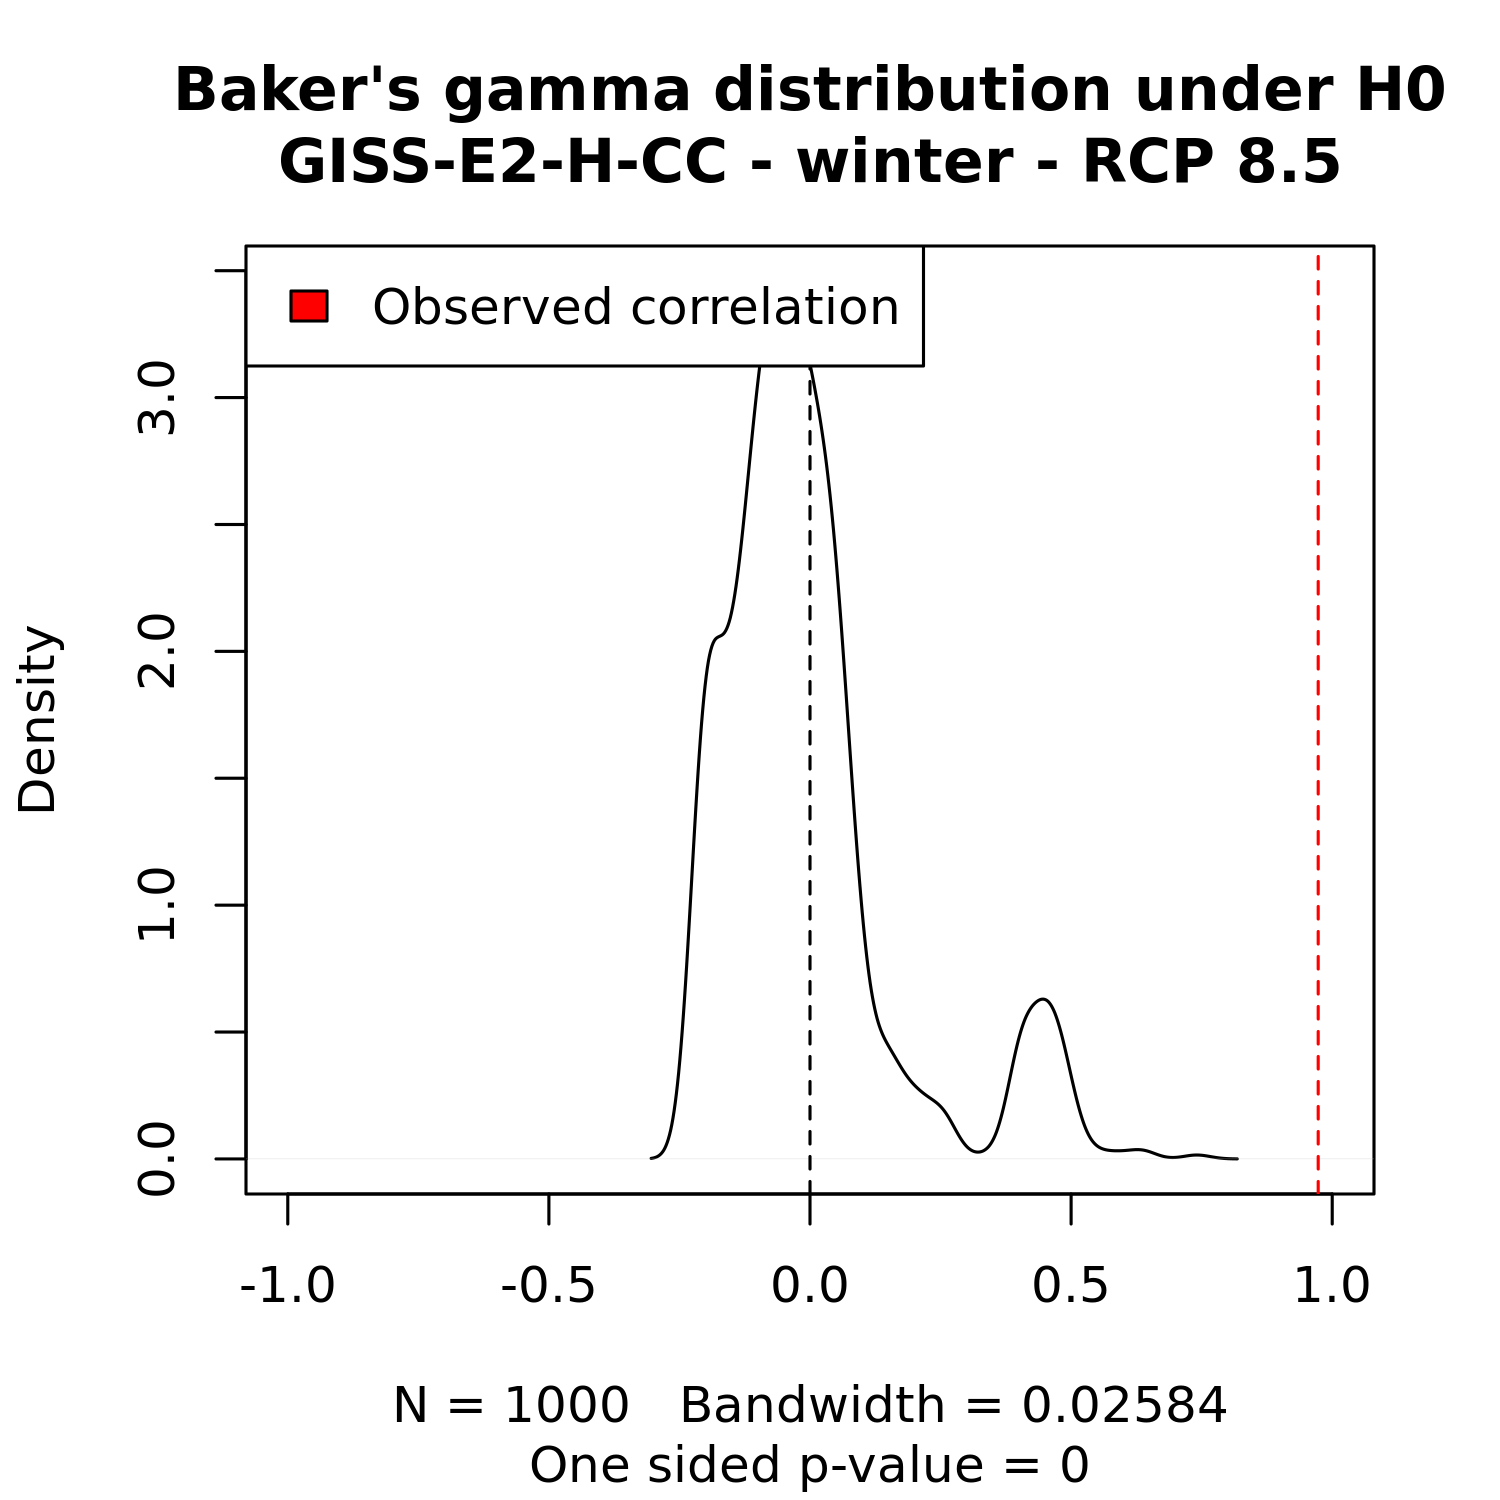 Baker's gamma distribution under H0
GISS-E2-H-CC - winter - RCP 8.5
Observed correlation
Density
3.0
2.0
1.0
0.0
-1.0 -0.5 0.0 0.5 1.0
N = 1000 Bandwidth = 0.02584
One sided p-value = 0